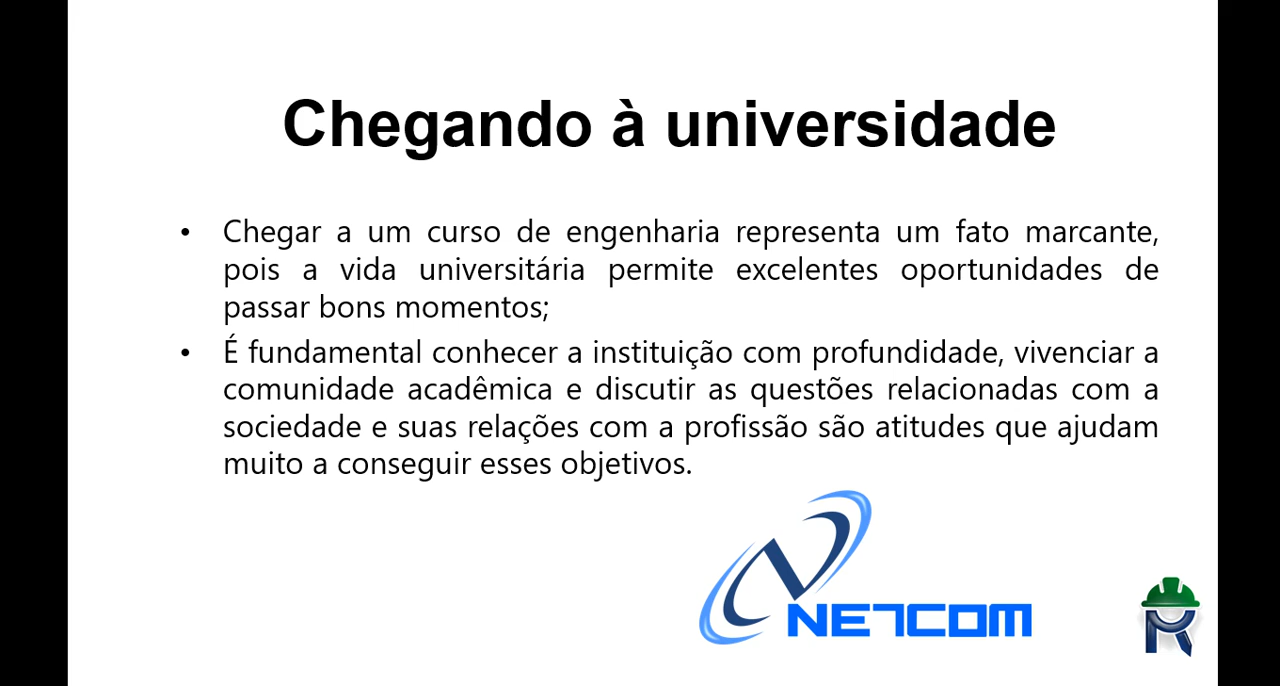 Chegando à universidade
• Chegar a um curso de engenharia representa um fato marcante,
pois a vida universitária permite excelentes oportunidades de
passar bons momentos;
• É fundamental conhecer a instituição com profundidade, vivenciar a
comunidade acadêmica e discutir as questões relacionadas com a
sociedade e suas relações com a profissão são atitudes que ajudam
muito a conseguir esses objetivos.
NETCOM
R